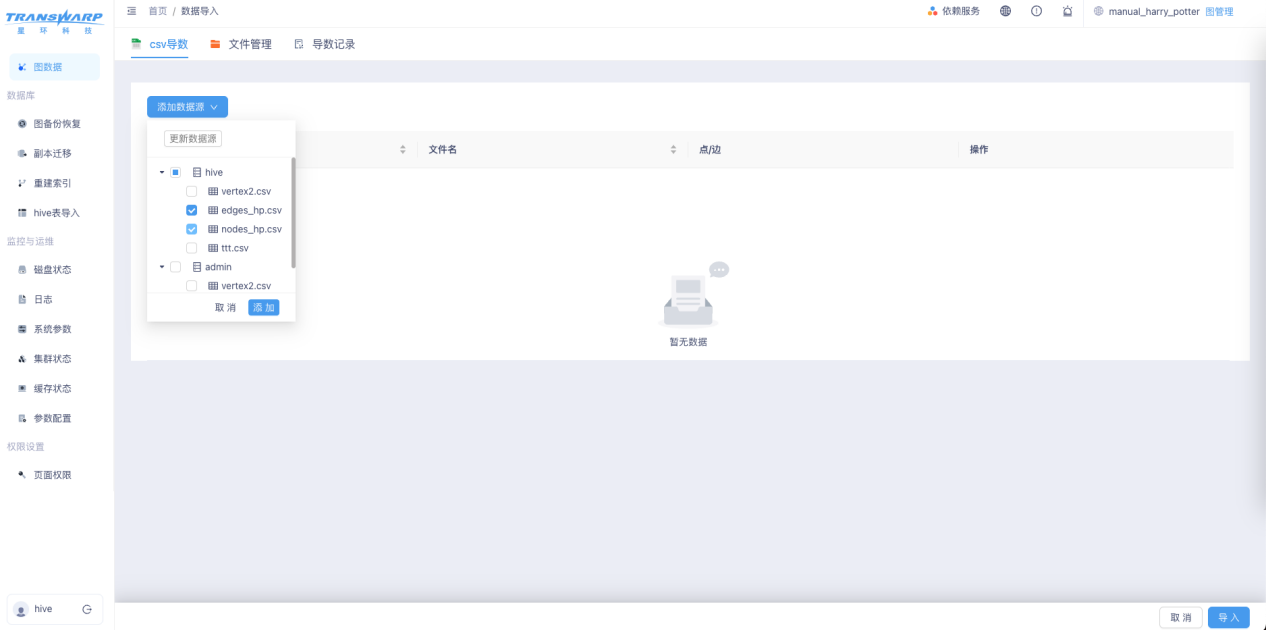 TRANSWARP
星 环 科 技
首页 / 数据导入
依赖服务
manual_harry_potter 图管理
csv导数
文件管理
导数记录
图数据
数据库
图备份恢复
副本迁移
重建索引
hive表导入
监控与运维
磁盘状态
日志
系统参数
集群状态
缓存状态
参数配置
权限设置
页面权限
hive
添加数据源
更新数据源
hive
vertex2.csv
edges_hp.csv
nodes_hp.csv
ttt.csv
admin
vertex2.csv
取 消 添 加
文件名
点/边
操作
暂无数据
取 消 导 入